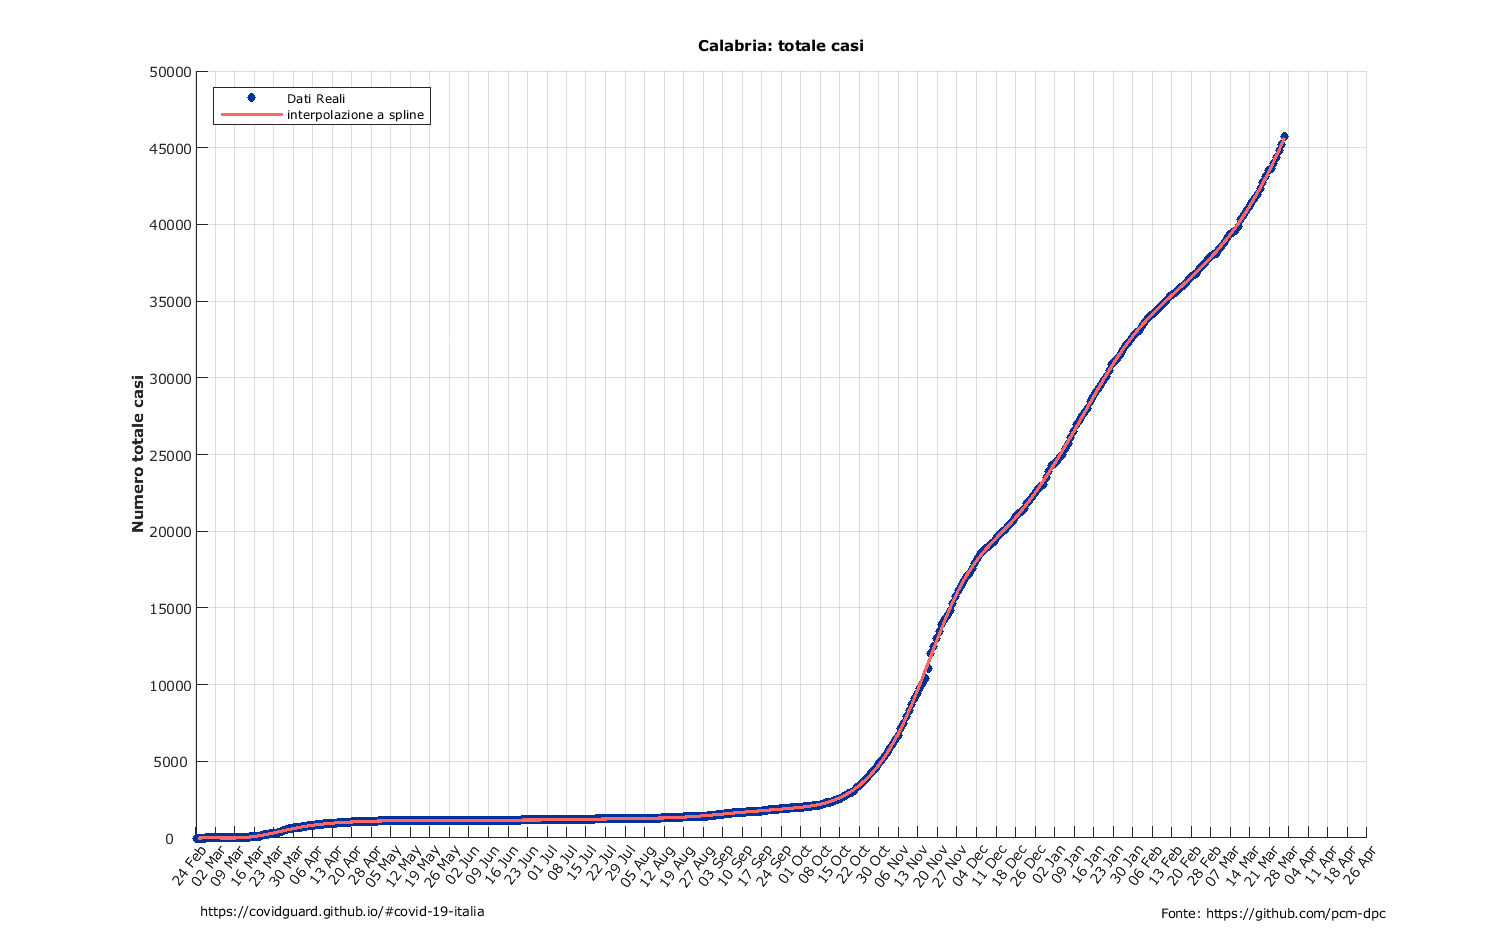 Calabria: totale casi
50000
45000
40000
35000
30000
25000
20000
15000
10000
5000
0
Dati Reali
interpolazione a spline
Numero totale casi
24 Feb
02 Mar
09 Mar
16 Mar
23 Mar
30 Mar
06 Apr
13 Apr
20 Apr
28 Apr
05 May
12 May
19 May
26 May
02 Jun
09 Jun
16 Jun
23 Jun
01 Jul
08 Jul
15 Jul
22 Jul
29 Jul
05 Aug
12 Aug
19 Aug
27 Aug
03 Sep
10 Sep
17 Sep
24 Sep
01 Oct
08 Oct
15 Oct
22 Oct
30 Oct
06 Nov
13 Nov
20 Nov
27 Nov
04 Dec
11 Dec
18 Dec
26 Dec
02 Jan
09 Jan
16 Jan
23 Jan
30 Jan
06 Feb
13 Feb
20 Feb
28 Feb
07 Mar
14 Mar
21 Mar
28 Mar
04 Apr
11 Apr
18 Apr
26 Apr
https://covidguard.github.io/#covid-19-italia
Fonte: https://github.com/pcm-dpc